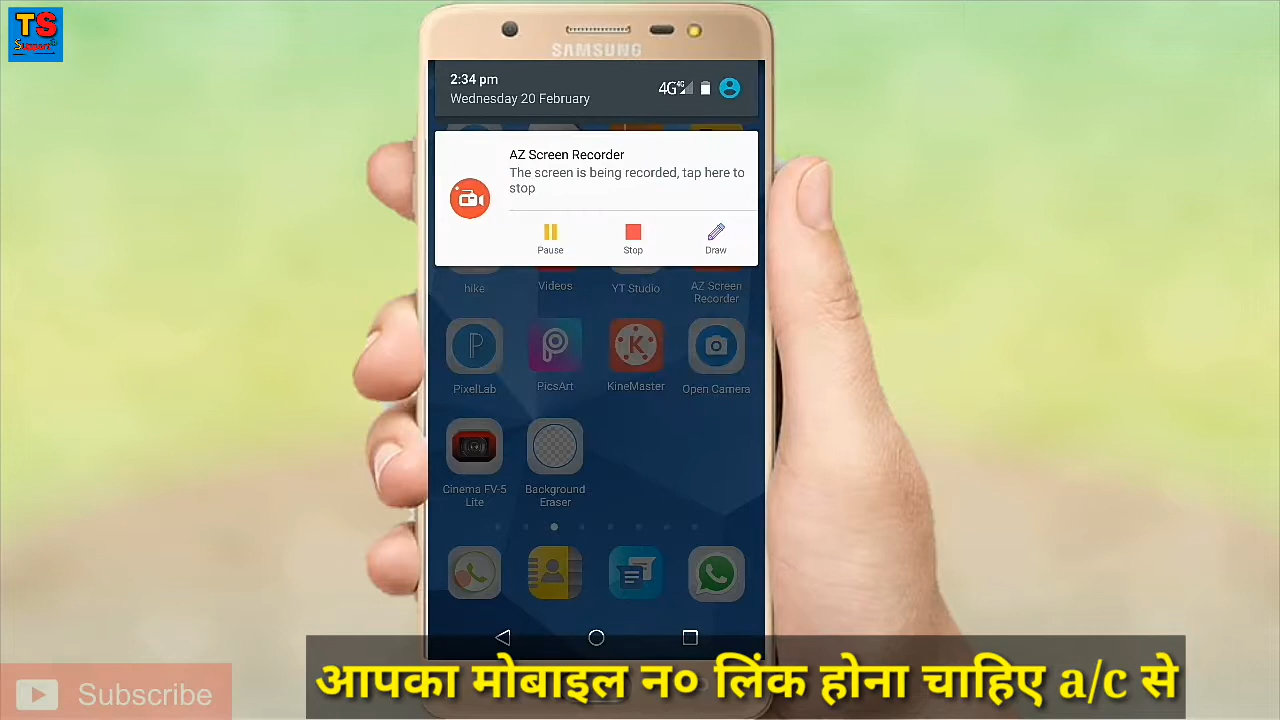 TS
Support
SAMSUNG
2:34 pm
Wednesday 20 February
4G 4G
AZ Screen Recorder
The screen is being recorded, tap here to
stop
Pause
Stop
Draw
hike
Videos
YT Studio
AZ Screen
Recorder
PixelLab
PicsArt
KineMaster
Open Camera
Cinema FV-5
Lite
Background
Eraser
Subscribe
आपका मोबाइल न० लिंक होना चाहिए a/c से